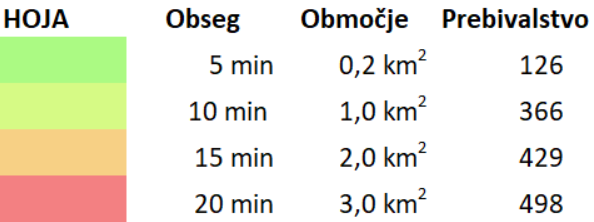 HOJA Obseg Območje Prebivalstvo
5 min 0,2 km² 126
10 min 1,0 km² 366
15 min 2,0 km² 429
20 min 3,0 km² 498